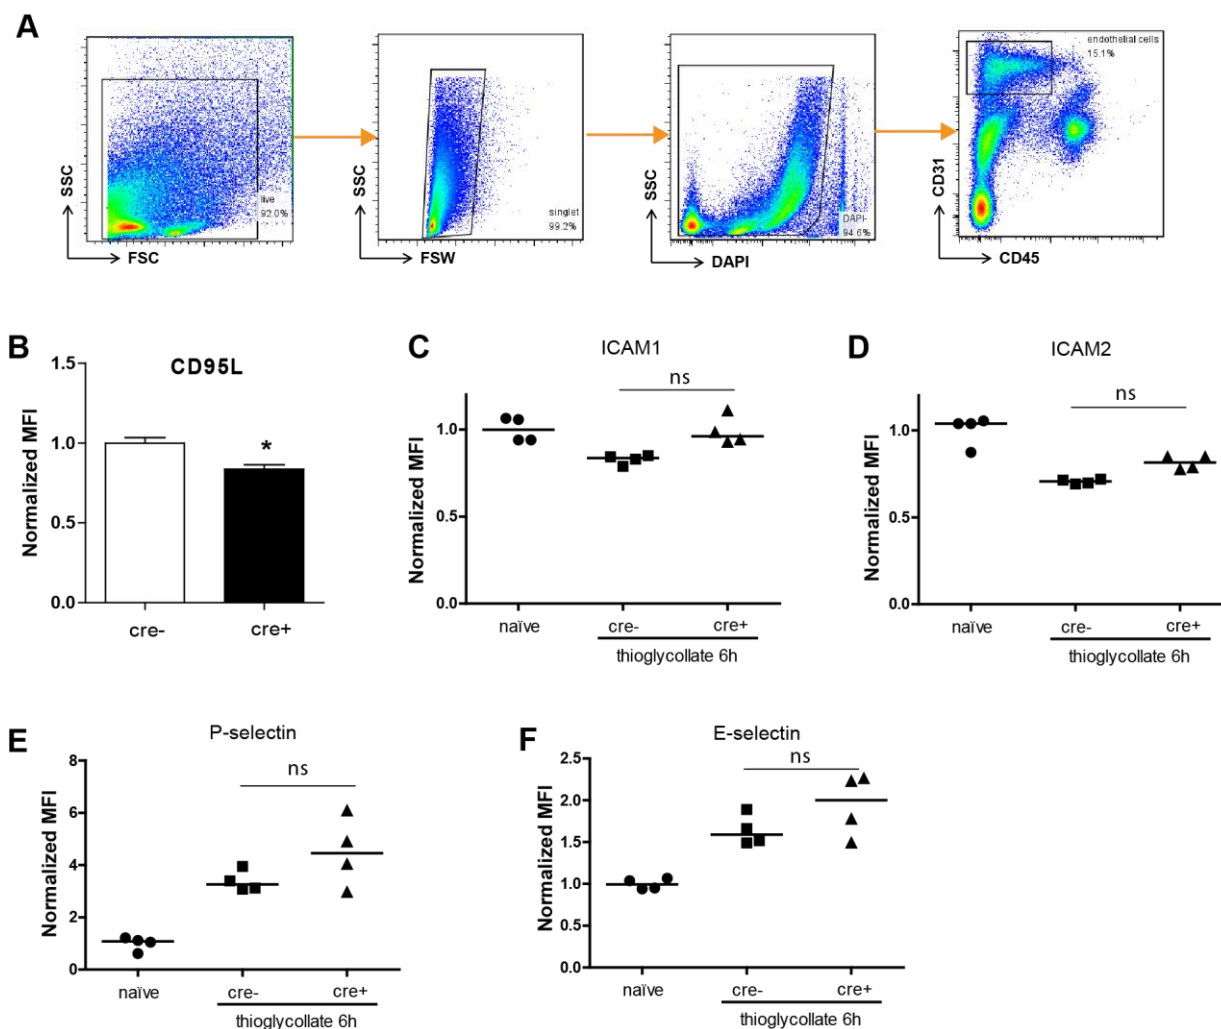 A
SSC
FSC
live
92.0%
SSC
FSW
singlet
99.2%
SSC
DAPI
DAPI-
94.6%
CD31
CD45
endothelial cells
15.1%
B
CD95L
Normalized MFI
1.5
1.0
0.5
0.0
*
cre-
cre+
C
ICAM1
ns
Normalized MFI
1.0
0.5
0.0
naïve
cre-
cre+
thioglycollate 6h
D
ICAM2
ns
Normalized MFI
1.0
0.5
0.0
naïve
cre-
cre+
thioglycollate 6h
E
P-selectin
ns
Normalized MFI
8
6
4
2
0
naïve
cre-
cre+
thioglycollate 6h
F
E-selectin
ns
Normalized MFI
2.5
2.0
1.5
1.0
0.5
0.0
naïve
cre-
cre+
thioglycollate 6h